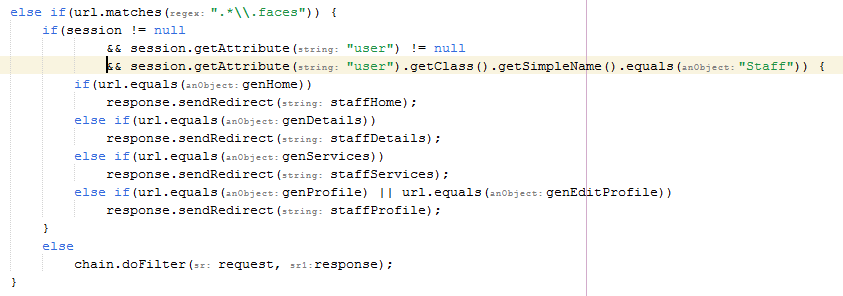 else if(url.matches(regex: ".*\\.faces")) {
if(session != null
&& session.getAttribute(string: "user") != null
&& session.getAttribute(string: "user").getClass().getSimpleName().equals(anObject: "Staff")) {
if(url.equals(anObject: genHome))
response.sendRedirect(string: staffHome);
else if(url.equals(anObject: genDetails))
response.sendRedirect(string: staffDetails);
else if(url.equals(anObject: genServices))
response.sendRedirect(string: staffServices);
else if(url.equals(anObject: genProfile) || url.equals(anObject: genEditProfile))
response.sendRedirect(string: staffProfile);
}
else
chain.doFilter(sr: request, sr1: response);
}